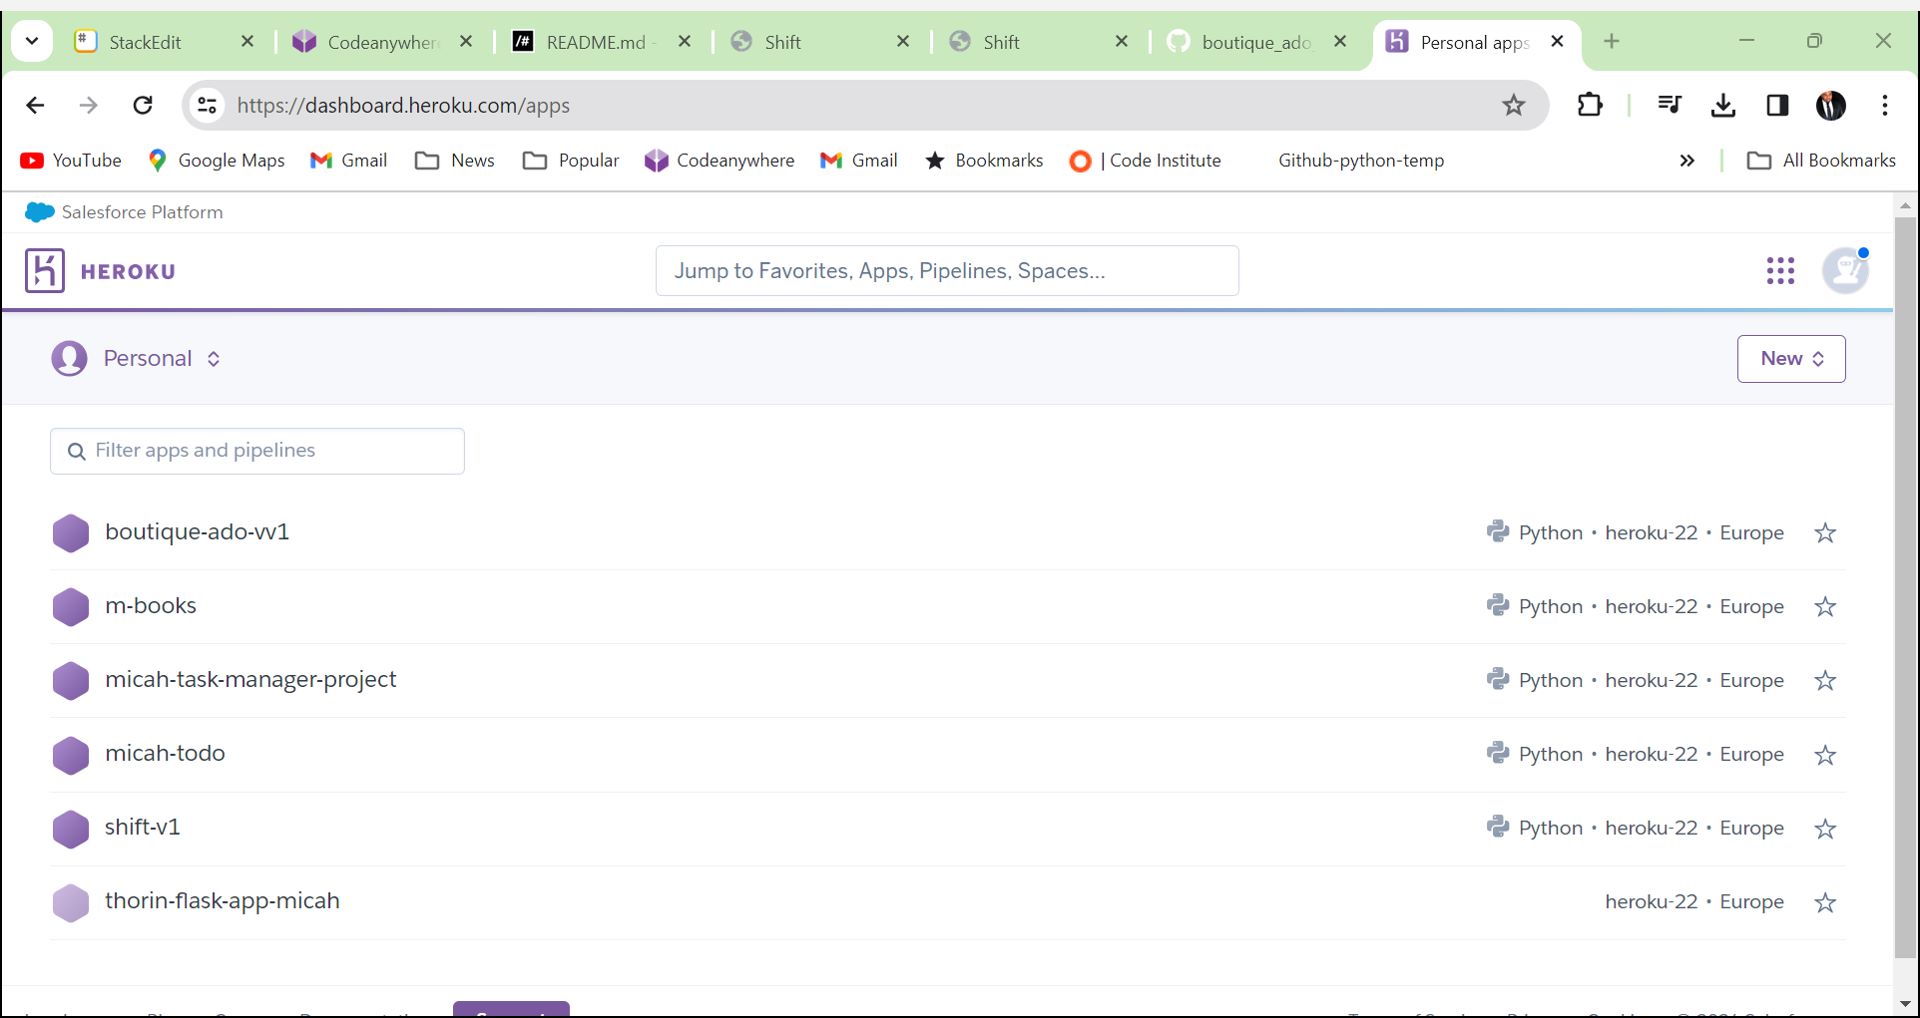 StackEdit
Codeanywhere
README.md -
Shift
Shift
boutique_ado
Personal apps
https://dashboard.heroku.com/apps
YouTube
Google Maps
Gmail
News
Popular
Codeanywhere
Gmail
Bookmarks
| Code Institute
Github-python-temp
All Bookmarks
Salesforce Platform
HEROKU
Jump to Favorites, Apps, Pipelines, Spaces...
Personal
New
Filter apps and pipelines
boutique-ado-vv1
Python • heroku-22 • Europe
m-books
Python • heroku-22 • Europe
micah-task-manager-project
Python • heroku-22 • Europe
micah-todo
Python • heroku-22 • Europe
shift-v1
Python • heroku-22 • Europe
thorin-flask-app-micah
heroku-22 • Europe